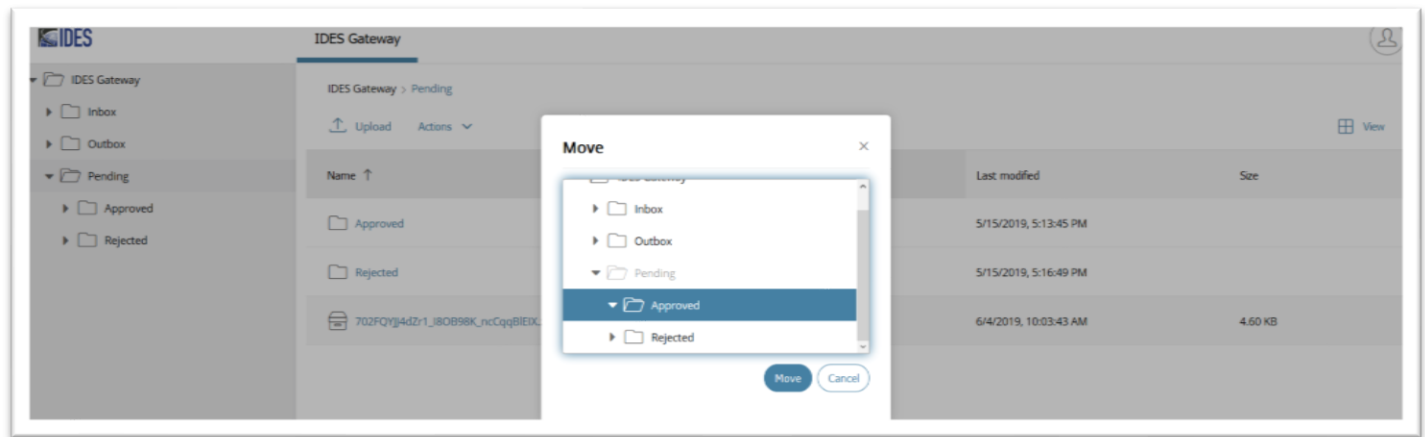 IDES
IDES Gateway
IDES Gateway
Inbox
Outbox
Pending
Approved
Rejected
IDES Gateway > Pending
Upload Actions
View
Name ↑ Last modified Size
Approved 5/15/2019, 5:13:45 PM
Rejected 5/15/2019, 5:16:49 PM
6/4/2019, 10:03:43 AM 4.60 KB
Move ×
IDES Gateway
Inbox
Outbox
Pending
Approved
Rejected
Move Cancel